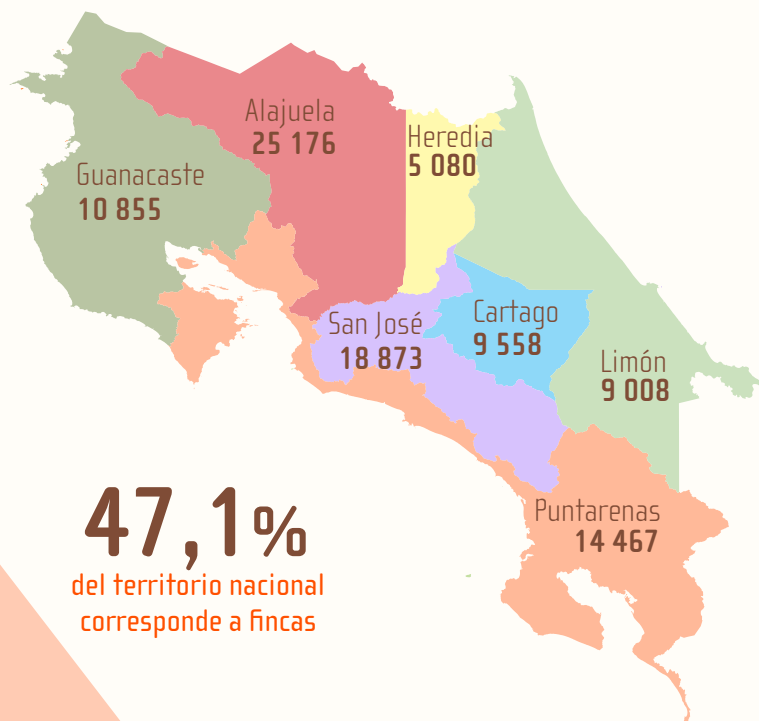 Alajuela
25 176
Heredia
5 080
Guanacaste
10 855
San José
18 873
Cartago
9 558
Limón
9 008
Puntarenas
14 467
47,1%
del territorio nacional
corresponde a fincas